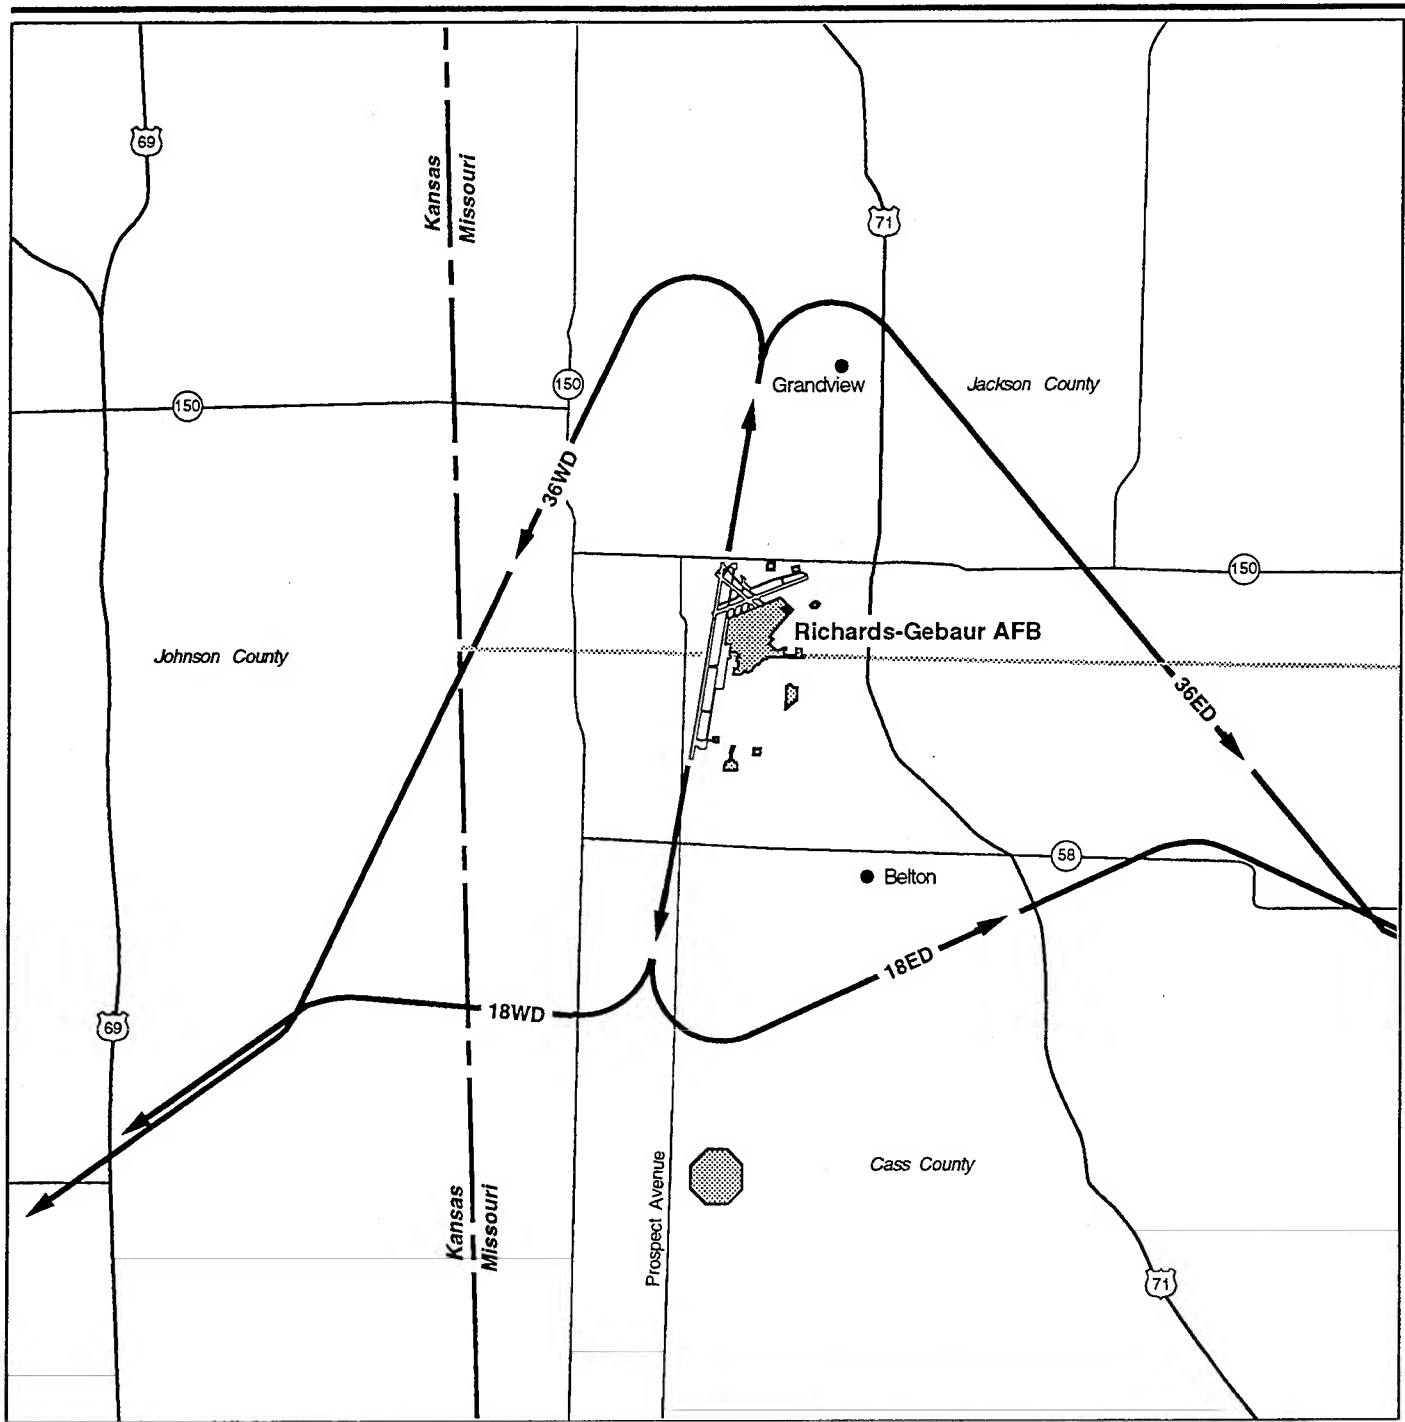 69
Kansas
Missouri
71
150
150
Grandview
Jackson County
36WD
150
Richards-Gebaur AFB
Johnson County
36ED
58
Belton
18ED
18WD
69
Cass County
Prospect Avenue
Kansas
Missouri
71